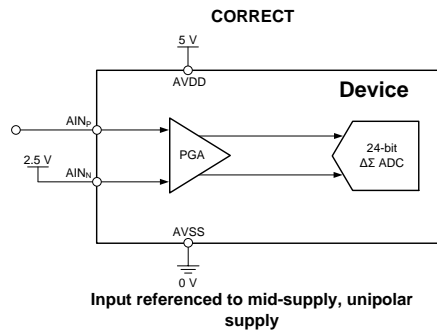 CORRECT
5 V
AVDD
Device
AINP
2.5 V
AINN
PGA
24-bit
ΔΣ ADC
AVSS
0 V
Input referenced to mid-supply, unipolar
supply